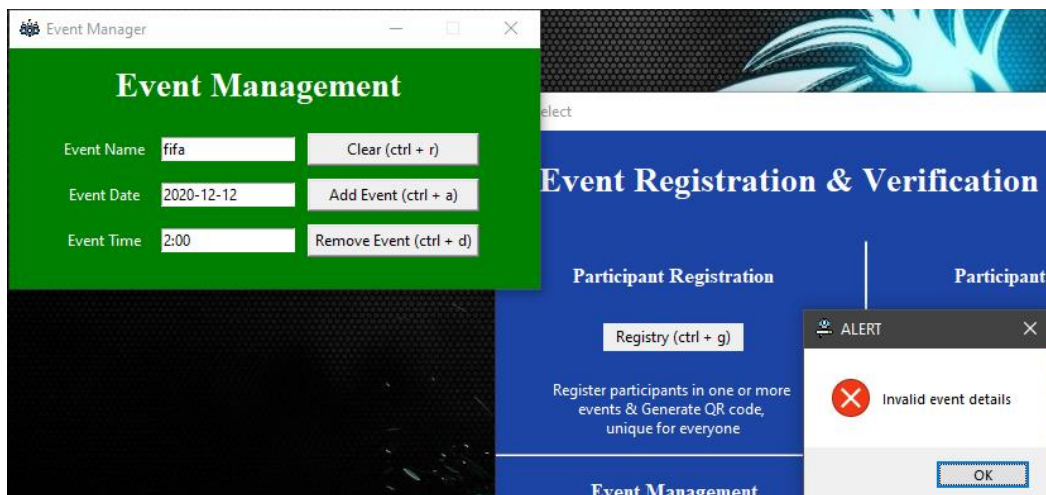 Event Manager
Event Management
Event Name fifa Clear (ctrl + r)
Event Date 2020-12-12 Add Event (ctrl + a)
Event Time 2:00 Remove Event (ctrl + d)
elect
Event Registration & Verification
Participant Registration
Participant
Registry (ctrl + g)
Register participants in one or more
events & Generate QR code,
unique for everyone
Event Management
ALERT
Invalid event details
OK